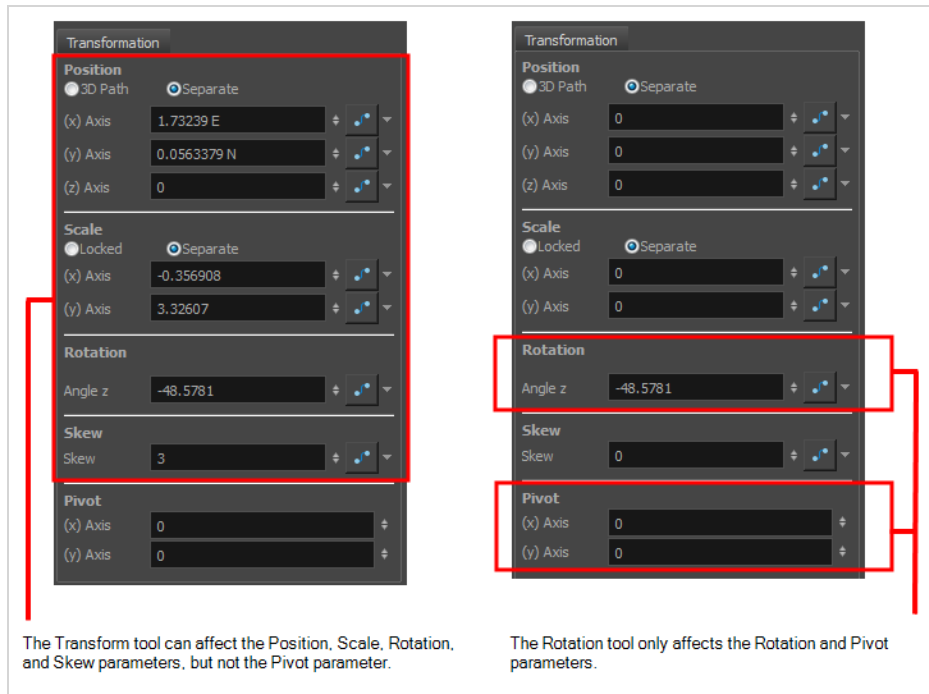 Transformation
Position
3D Path Separate
(x) Axis 1.73239 E
(y) Axis 0.0563379 N
(z) Axis 0
Scale
Locked Separate
(x) Axis -0.356908
(y) Axis 3.32607
Rotation
Angle z -48.5781
Skew
Skew 3
Pivot
(x) Axis 0
(y) Axis 0
The Transform tool can affect the Position, Scale, Rotation,
and Skew parameters, but not the Pivot parameter.
Transformation
Position
3D Path Separate
(x) Axis 0
(y) Axis 0
(z) Axis 0
Scale
Locked Separate
(x) Axis 0
(y) Axis 0
Rotation
Angle z -48.5781
Skew
Skew 0
Pivot
(x) Axis 0
(y) Axis 0
The Rotation tool only affects the Rotation and Pivot
parameters.